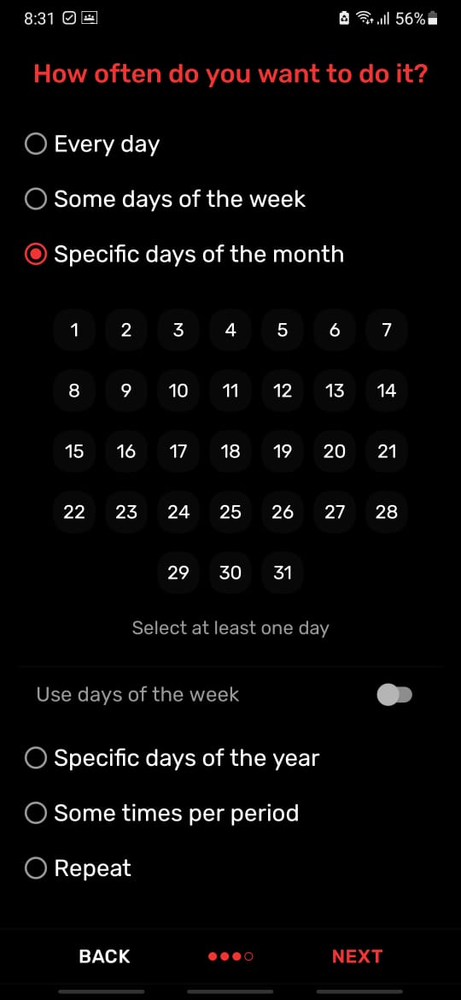 8:31 56%
How often do you want to do it?
Every day
Some days of the week
Specific days of the month
1 2 3 4 5 6 7
8 9 10 11 12 13 14
15 16 17 18 19 20 21
22 23 24 25 26 27 28
29 30 31
Select at least one day
Use days of the week
Specific days of the year
Some times per period
Repeat
BACK NEXT